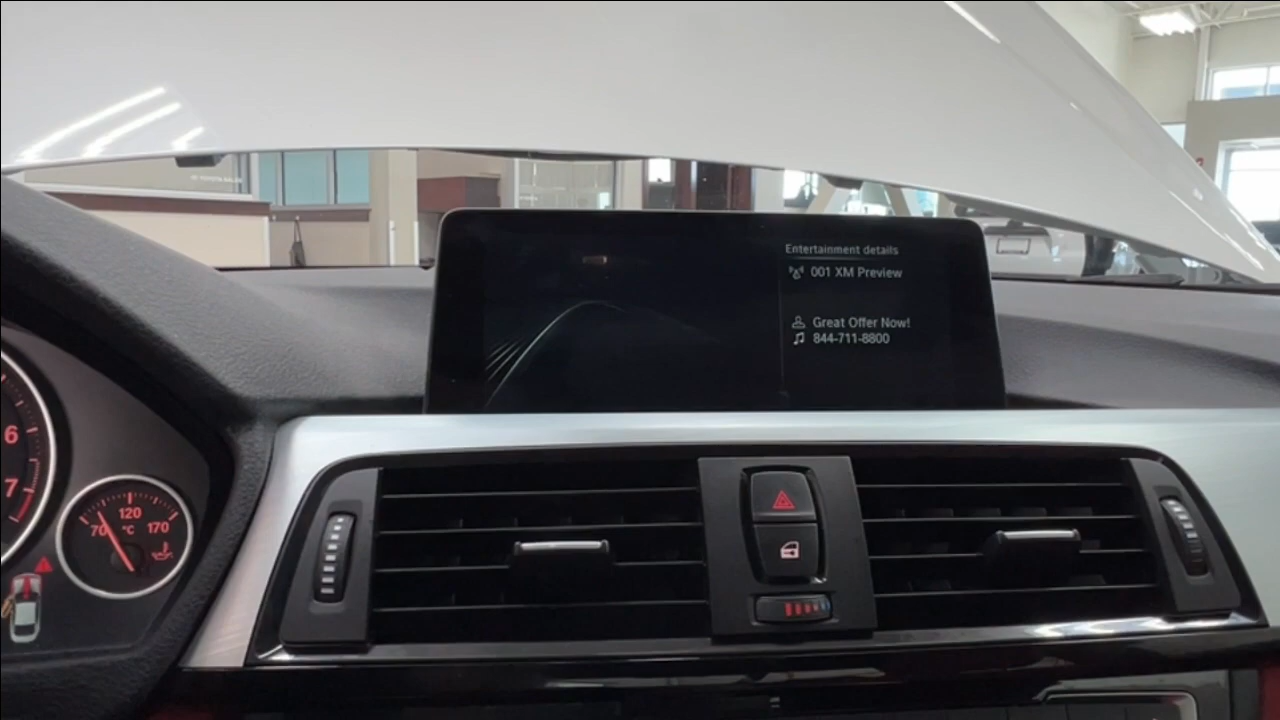 Entertainment details
001 XM Preview
Great Offer Now!
844-711-8800
6
7
120
70
170
°C